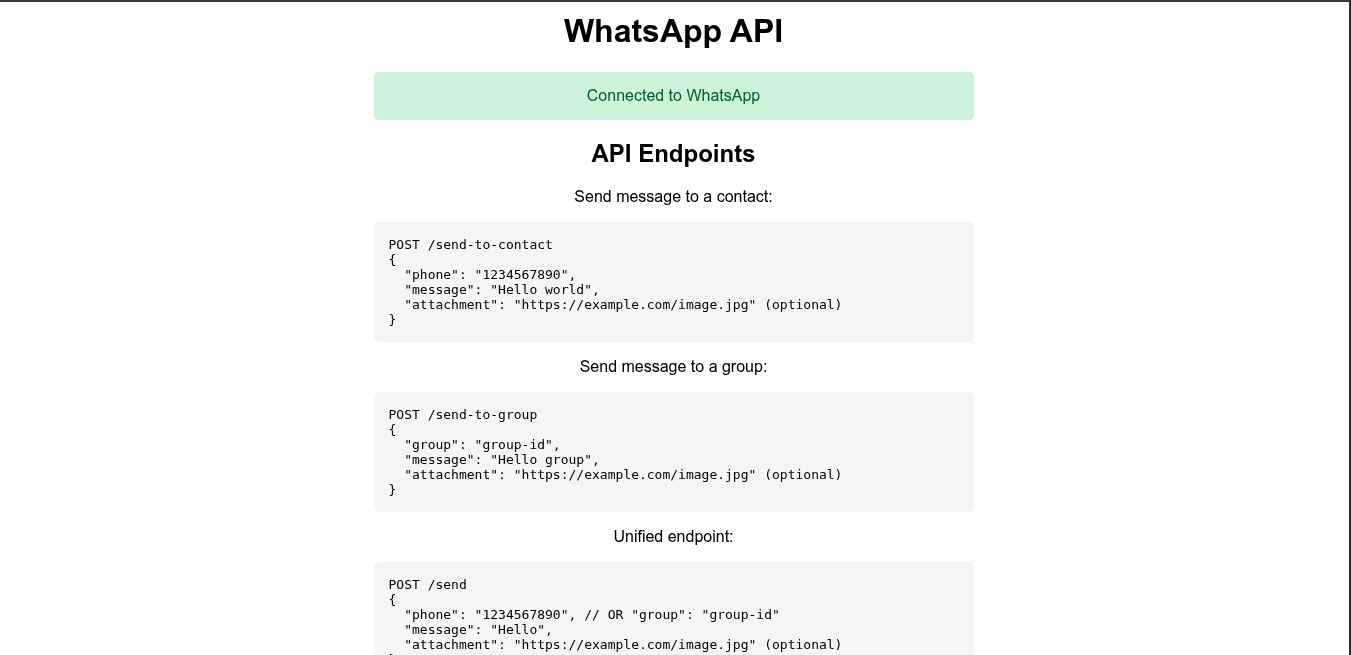 WhatsApp API
Connected to WhatsApp
API Endpoints
Send message to a contact:
POST /send-to-contact
{
  "phone": "1234567890",
  "message": "Hello world",
  "attachment": "https://example.com/image.jpg" (optional)
}
Send message to a group:
POST /send-to-group
{
  "group": "group-id",
  "message": "Hello group",
  "attachment": "https://example.com/image.jpg" (optional)
}
Unified endpoint:
POST /send
{
  "phone": "1234567890", // OR "group": "group-id"
  "message": "Hello",
  "attachment": "https://example.com/image.jpg" (optional)